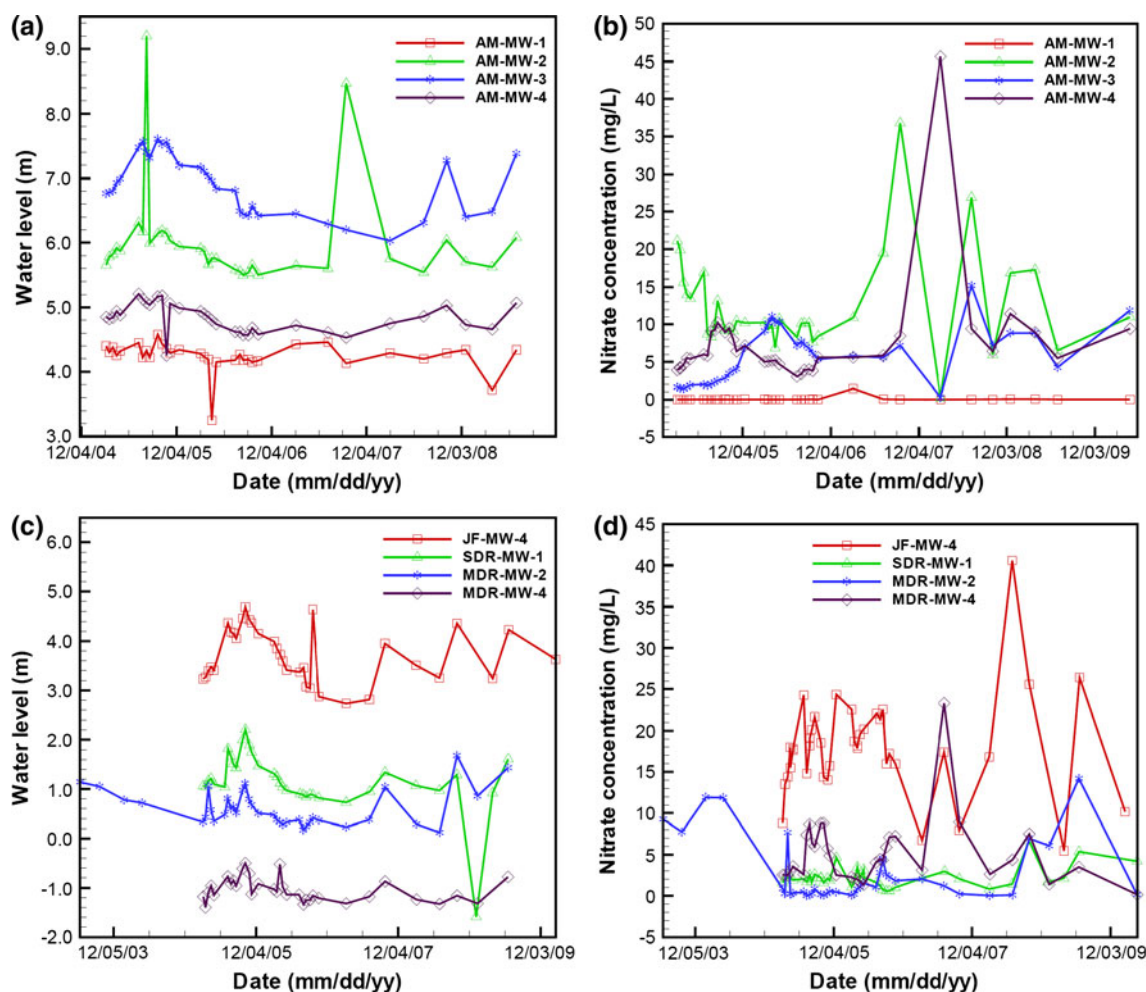 (a)
9.0
8.0
7.0
6.0
5.0
4.0
3.0
Water level (m)
AM-MW-1
AM-MW-2
AM-MW-3
AM-MW-4
12/04/04 12/04/05 12/04/06 12/04/07 12/03/08
Date (mm/dd/yy)
(b)
50
45
40
35
30
25
20
15
10
5
0
-5
Nitrate concentration (mg/L)
AM-MW-1
AM-MW-2
AM-MW-3
AM-MW-4
12/04/05 12/04/06 12/04/07 12/03/08 12/03/09
Date (mm/dd/yy)
(c)
6.0
5.0
4.0
3.0
2.0
1.0
0.0
-1.0
-2.0
Water level (m)
JF-MW-4
SDR-MW-1
MDR-MW-2
MDR-MW-4
12/05/03 12/04/05 12/04/07 12/03/09
Date (mm/dd/yy)
(d)
45
40
35
30
25
20
15
10
5
0
-5
Nitrate concentration (mg/L)
JF-MW-4
SDR-MW-1
MDR-MW-2
MDR-MW-4
12/05/03 12/04/05 12/04/07 12/03/09
Date (mm/dd/yy)